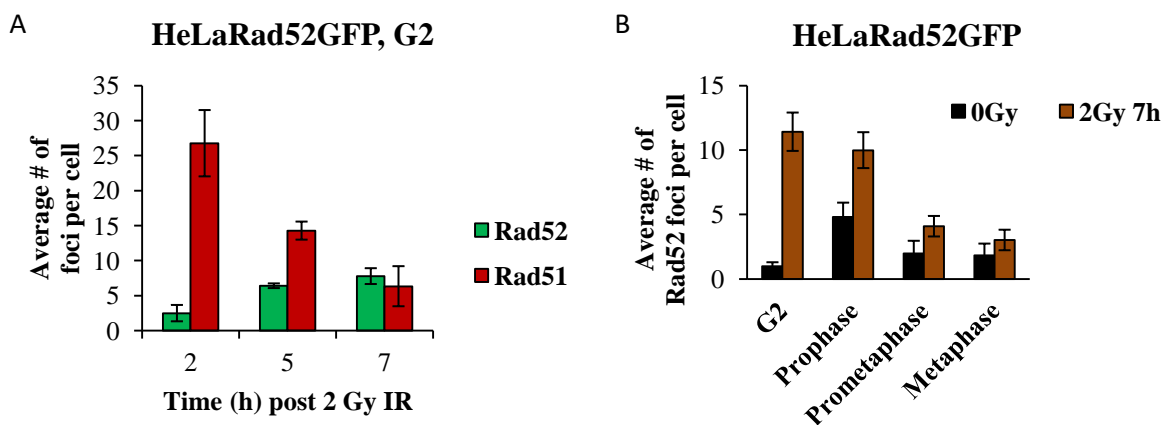 A
HeLaRad52GFP, G2
Average # of
foci per cell
35
30
25
20
15
10
5
0
2
5
7
Time (h) post 2 Gy IR
Rad52
Rad51
B
HeLaRad52GFP
Average # of
Rad52 foci per cell
15
10
5
0
0Gy
2Gy 7h
G2
Prophase
Prometaphase
Metaphase